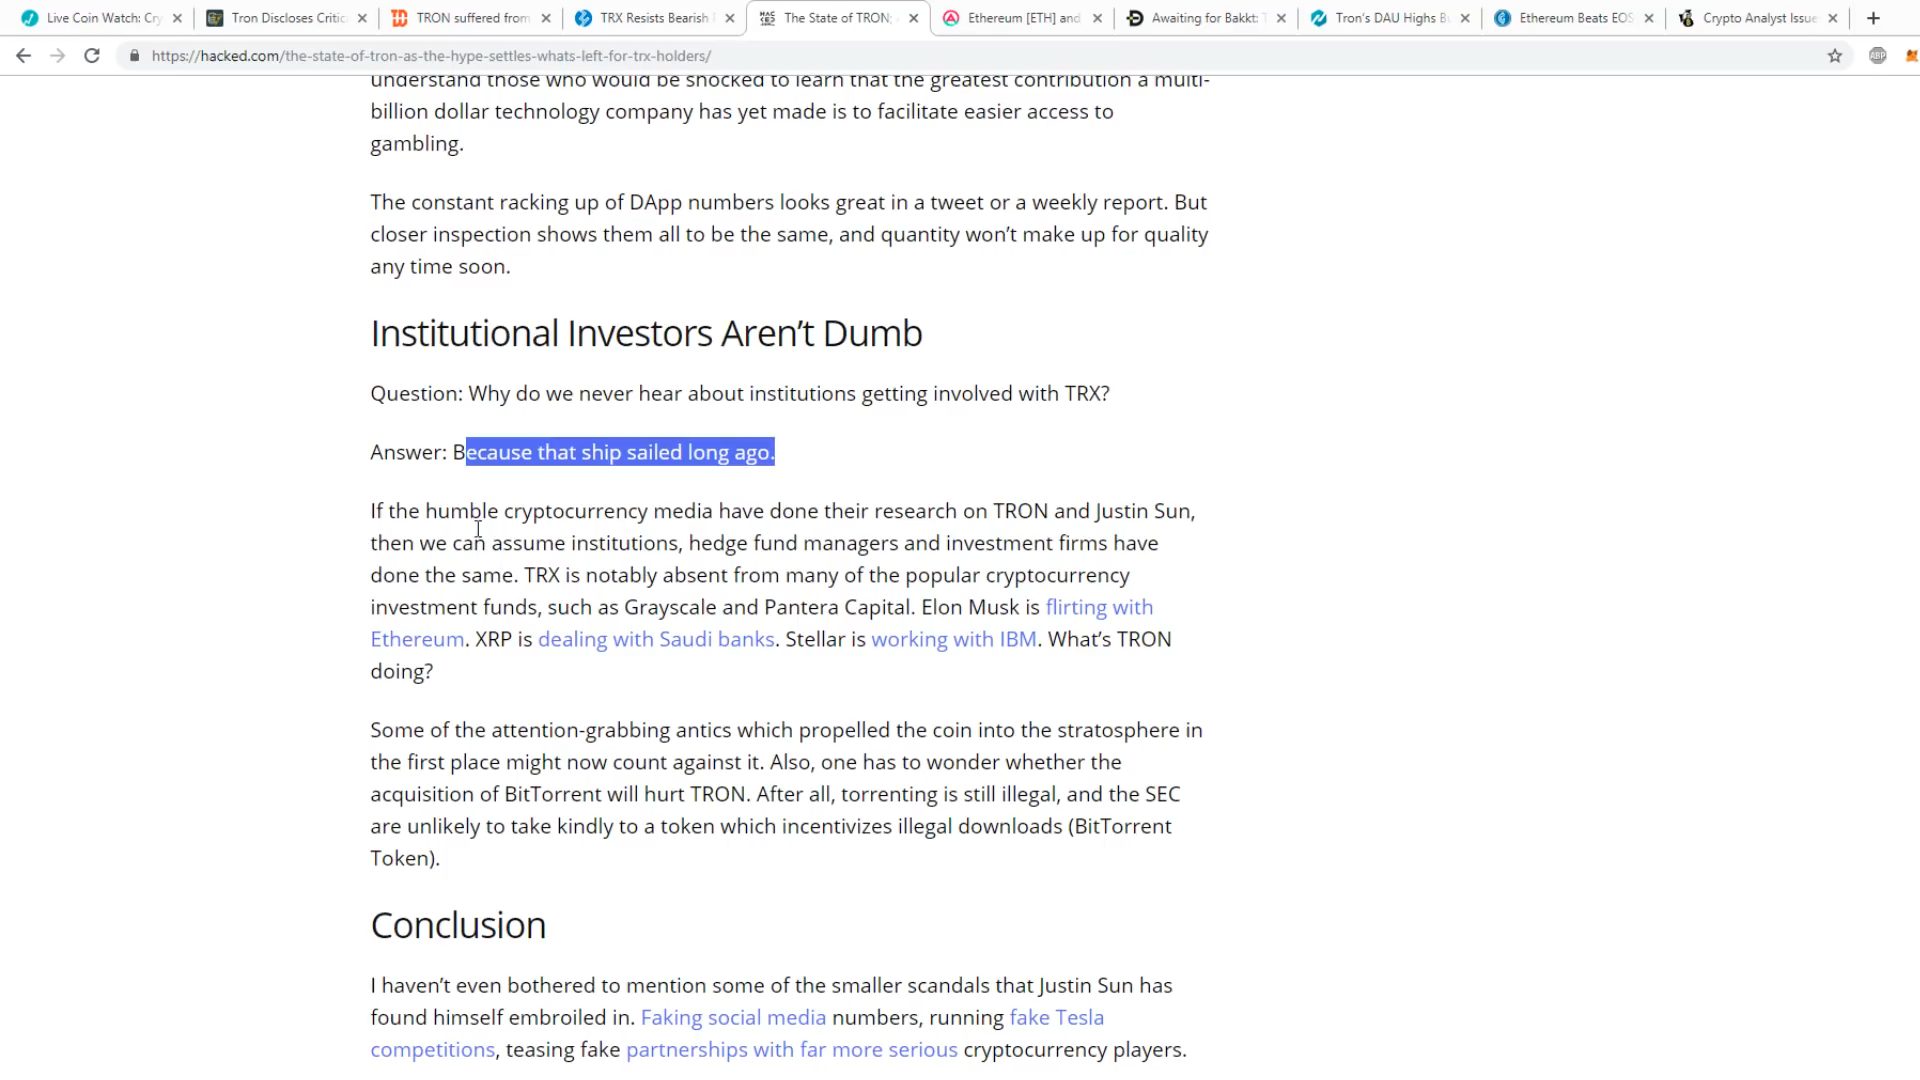 Live Coin Watch: Cry
Tron Discloses Critic
TRON suffered from
TRX Resists Bearish
The State of TRON;
Ethereum [ETH] and
Awaiting for Bakkt:
Tron's DAU Highs B
Ethereum Beats EOS
Crypto Analyst Issue
https://hacked.com/the-state-of-tron-as-the-hype-settles-whats-left-for-trx-holders/
ABP
understand those who would be shocked to learn that the greatest contribution a multi-
billion dollar technology company has yet made is to facilitate easier access to
gambling.
The constant racking up of DApp numbers looks great in a tweet or a weekly report. But
closer inspection shows them all to be the same, and quantity won’t make up for quality
any time soon.
Institutional Investors Aren’t Dumb
Question: Why do we never hear about institutions getting involved with TRX?
Answer: Because that ship sailed long ago.
If the humble cryptocurrency media have done their research on TRON and Justin Sun,
then we can assume institutions, hedge fund managers and investment firms have
done the same. TRX is notably absent from many of the popular cryptocurrency
investment funds, such as Grayscale and Pantera Capital. Elon Musk is flirting with
Ethereum. XRP is dealing with Saudi banks. Stellar is working with IBM. What’s TRON
doing?
Some of the attention-grabbing antics which propelled the coin into the stratosphere in
the first place might now count against it. Also, one has to wonder whether the
acquisition of BitTorrent will hurt TRON. After all, torrenting is still illegal, and the SEC
are unlikely to take kindly to a token which incentivizes illegal downloads (BitTorrent
Token).
Conclusion
I haven’t even bothered to mention some of the smaller scandals that Justin Sun has
found himself embroiled in. Faking social media numbers, running fake Tesla
competitions, teasing fake partnerships with far more serious cryptocurrency players.